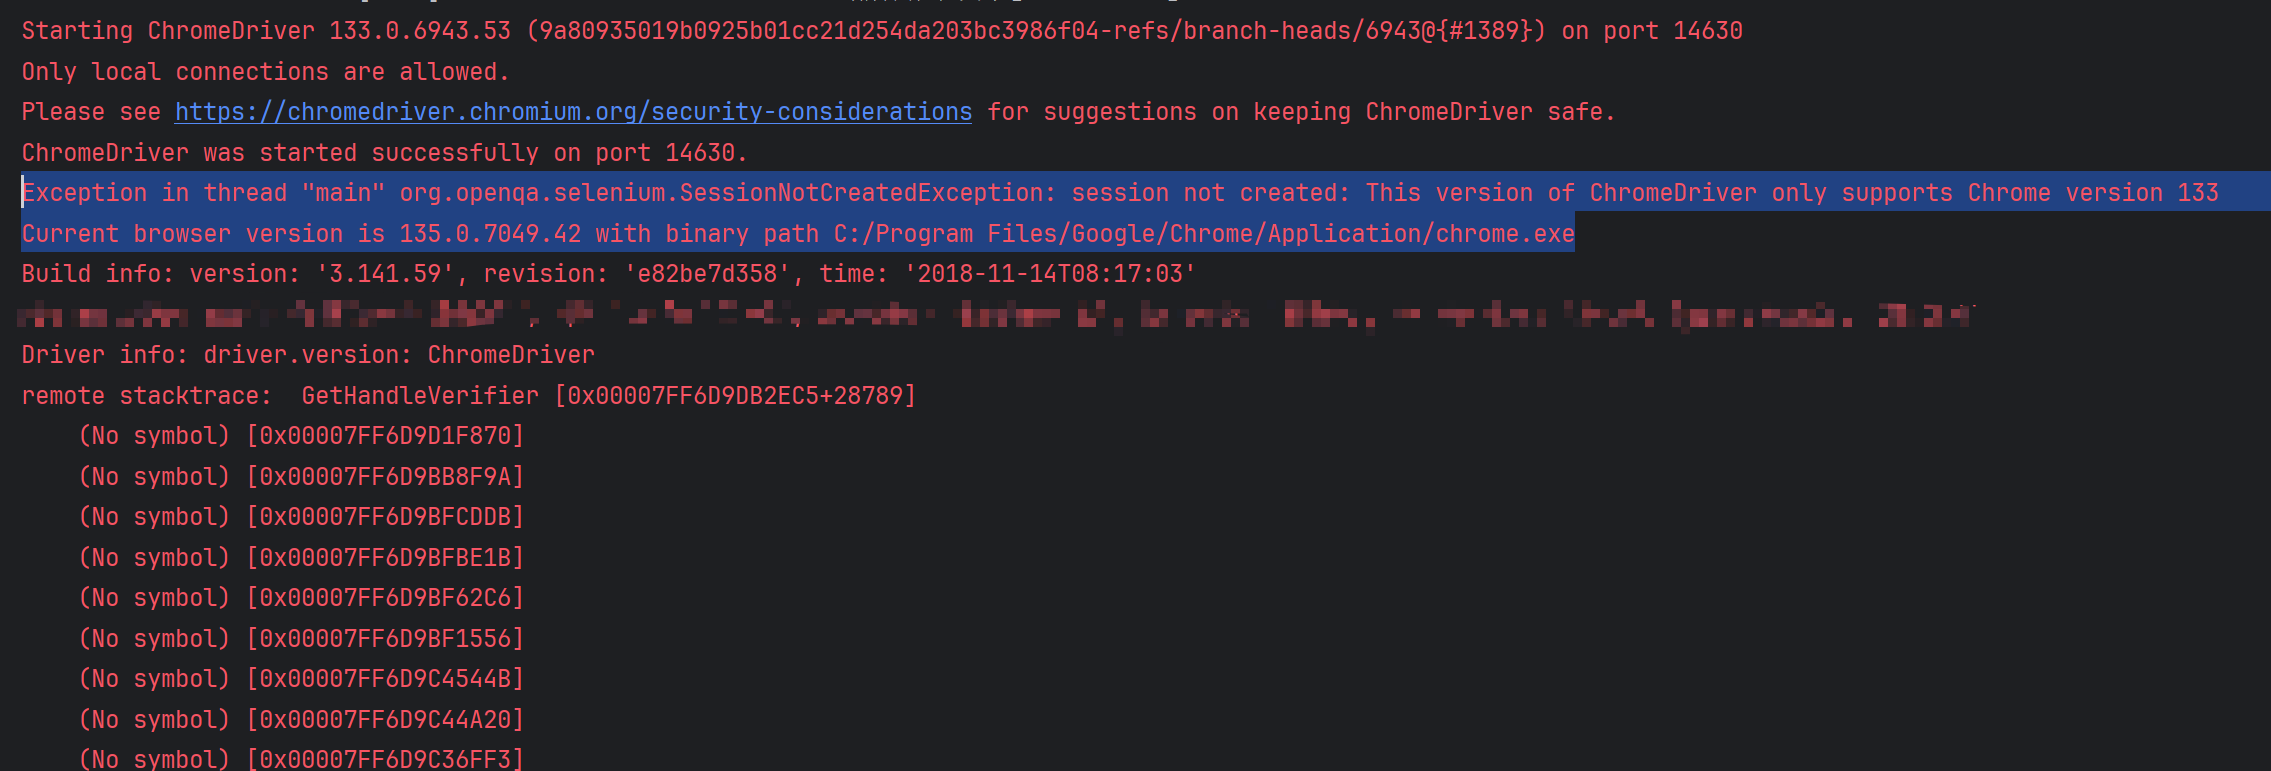 Starting ChromeDriver 133.0.6943.53 (9a80935019b0925b01cc21d254da203bc3986f04-refs/branch-heads/6943@{#1389}) on port 14630
Only local connections are allowed.
Please see https://chromedriver.chromium.org/security-considerations for suggestions on keeping ChromeDriver safe.
ChromeDriver was started successfully on port 14630.
Exception in thread "main" org.openqa.selenium.SessionNotCreatedException: session not created: This version of ChromeDriver only supports Chrome version 133
Current browser version is 135.0.7049.42 with binary path C:/Program Files/Google/Chrome/Application/chrome.exe
Build info: version: '3.141.59', revision: 'e82be7d358', time: '2018-11-14T08:17:03'
Driver info: driver.version: ChromeDriver
remote stacktrace:  GetHandleVerifier [0x00007FF6D9DB2EC5+28789]
    (No symbol) [0x00007FF6D9D1F870]
    (No symbol) [0x00007FF6D9BB8F9A]
    (No symbol) [0x00007FF6D9BFCDDB]
    (No symbol) [0x00007FF6D9BFBE1B]
    (No symbol) [0x00007FF6D9BF62C6]
    (No symbol) [0x00007FF6D9BF1556]
    (No symbol) [0x00007FF6D9C4544B]
    (No symbol) [0x00007FF6D9C44A20]
    (No symbol) [0x00007FF6D9C36FF3]